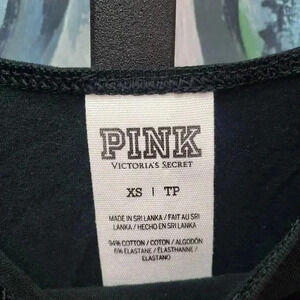 PINK
VICTORIA'S SECRET
XS | TP
MADE IN SRI LANKA / FAIT AU SRI
LANKA / HECHO EN SRI LANKA
94% COTTON / COTON / ALGODÓN
6% ELASTANE / ÉLASTHANNE /
ELASTANO